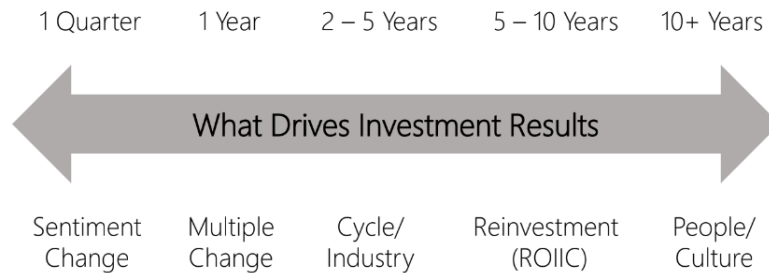 1 Quarter 1 Year 2 – 5 Years 5 – 10 Years 10+ Years
What Drives Investment Results
Sentiment Multiple Cycle/ Reinvestment People/
Change Change Industry (ROIIC) Culture